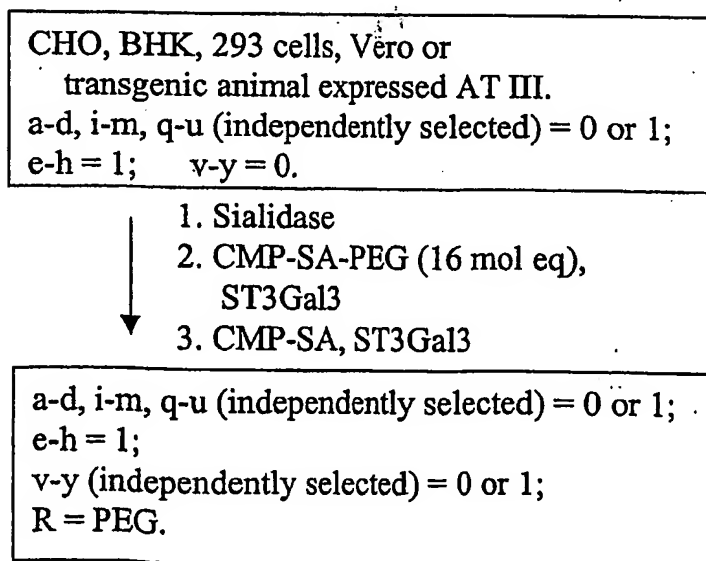 CHO, BHK, 293 cells, Vero or
transgenic animal expressed AT III.
a-d, i-m, q-u (independently selected) = 0 or 1;
e-h = 1; v-y = 0.
1. Sialidase
2. CMP-SA-PEG (16 mol eq),
ST3Gal3
3. CMP-SA, ST3Gal3
a-d, i-m, q-u (independently selected) = 0 or 1;
e-h = 1;
v-y (independently selected) = 0 or 1;
R = PEG.